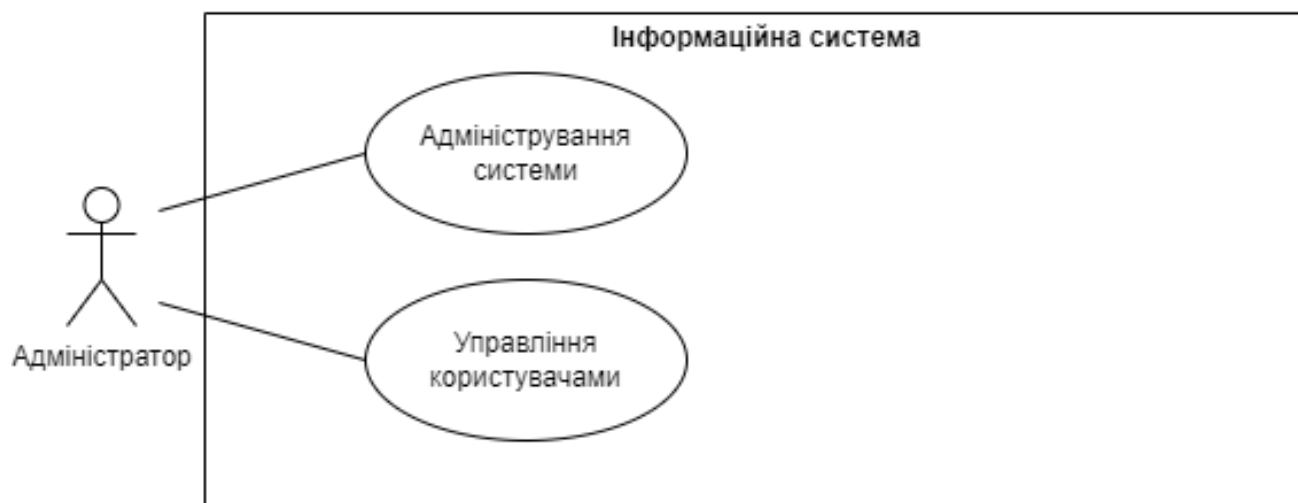 Інформаційна система
Адміністрування
системи
Управління
користувачами
Адміністратор